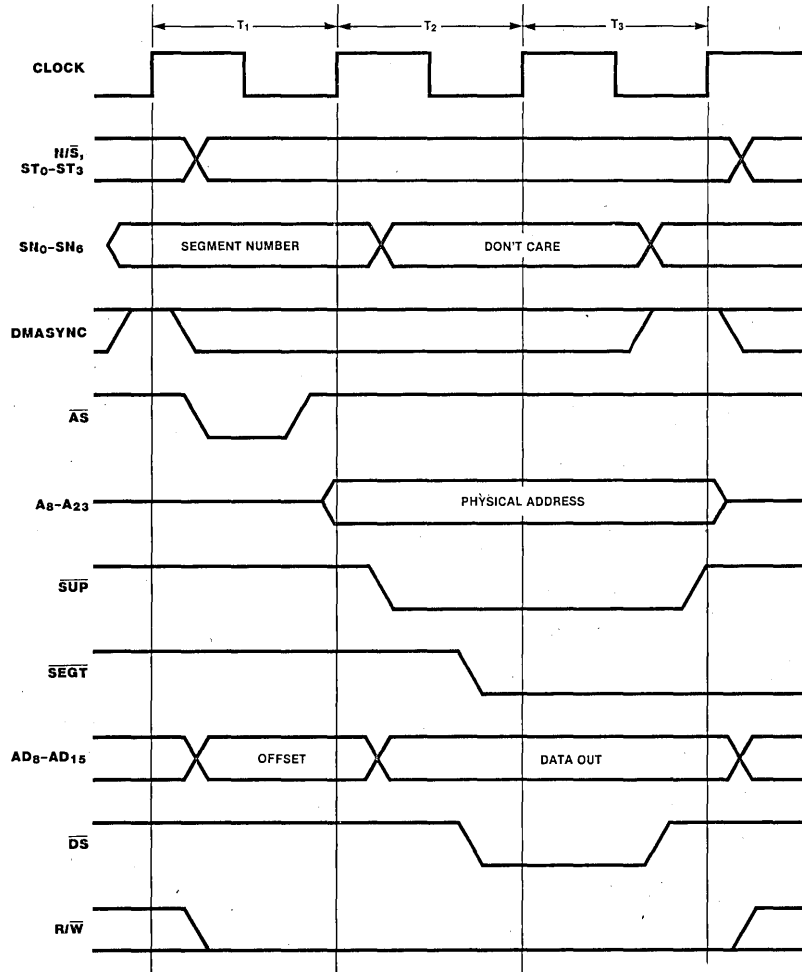 T1 T2 T3
CLOCK
N/S̅,
ST0-ST3
SN0-SN6 SEGMENT NUMBER DON'T CARE
DMASYNC
A̅S̅
A8-A23 PHYSICAL ADDRESS
S̅U̅P̅
S̅E̅G̅T̅
AD8-AD15 OFFSET DATA OUT
D̅S̅
R/W̅